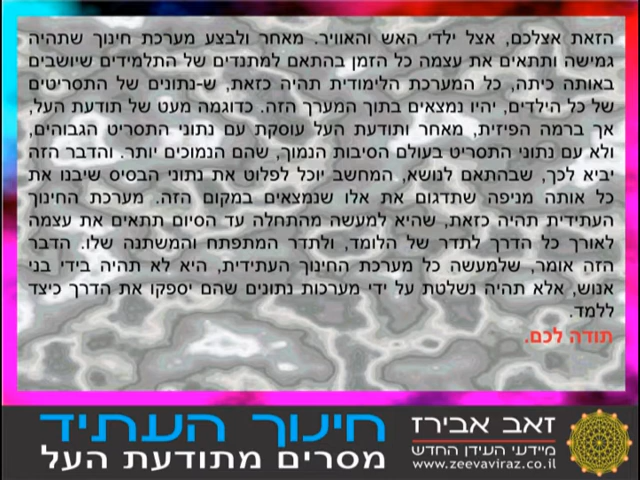 הזאת אצלכם, אצל ילדי האש והאוויר. מאחר ולבצע מערכת חינוך שתהיה
גמישה ותתאים את עצמה כל הזמן בהתאם למתנדים של התלמידים שיושבים
באותה כיתה, כל המערכת הלימודית תהיה כזאת, ש-נתונים של התסריטים
של כל הילדים, יהיו נמצאים בתוך המערך הזה. כדוגמה מעט של תודעת העל,
אך ברמה הפיזית, מאחר ותודעת העל עוסקת עם נתוני התסריט הגבוהים,
ולא עם נתוני התסריט בעולם הסיבות הנמוך, שהם הנמוכים יותר. והדבר הזה
יביא לכך, שבהתאם לנושא, המחשב יוכל לפלוט את נתוני הבסיס שיבנו את
כל אותה מניפה שתדגום את אלו שנמצאים במקום הזה. מערכת החינוך
העתידית תהיה כזאת, שהיא למעשה מהתחלה עד הסיום תתאים את עצמה
לאורך כל הדרך לתדר של הלומד, ולתדר המתפתח והמשתנה שלו. הדבר
הזה אומר, שלמעשה כל מערכת החינוך העתידית, היא לא תהיה בידי בני
אנוש, אלא תהיה נשלטת על ידי מערכות נתונים שהם יספקו את הדרך כיצד
ללמד.
תודה לכם.
חינוך העתיד
מסרים מתודעת העל
זאב אבירז
מיידעי העידן החדש
www.zeevaviraz.co.il